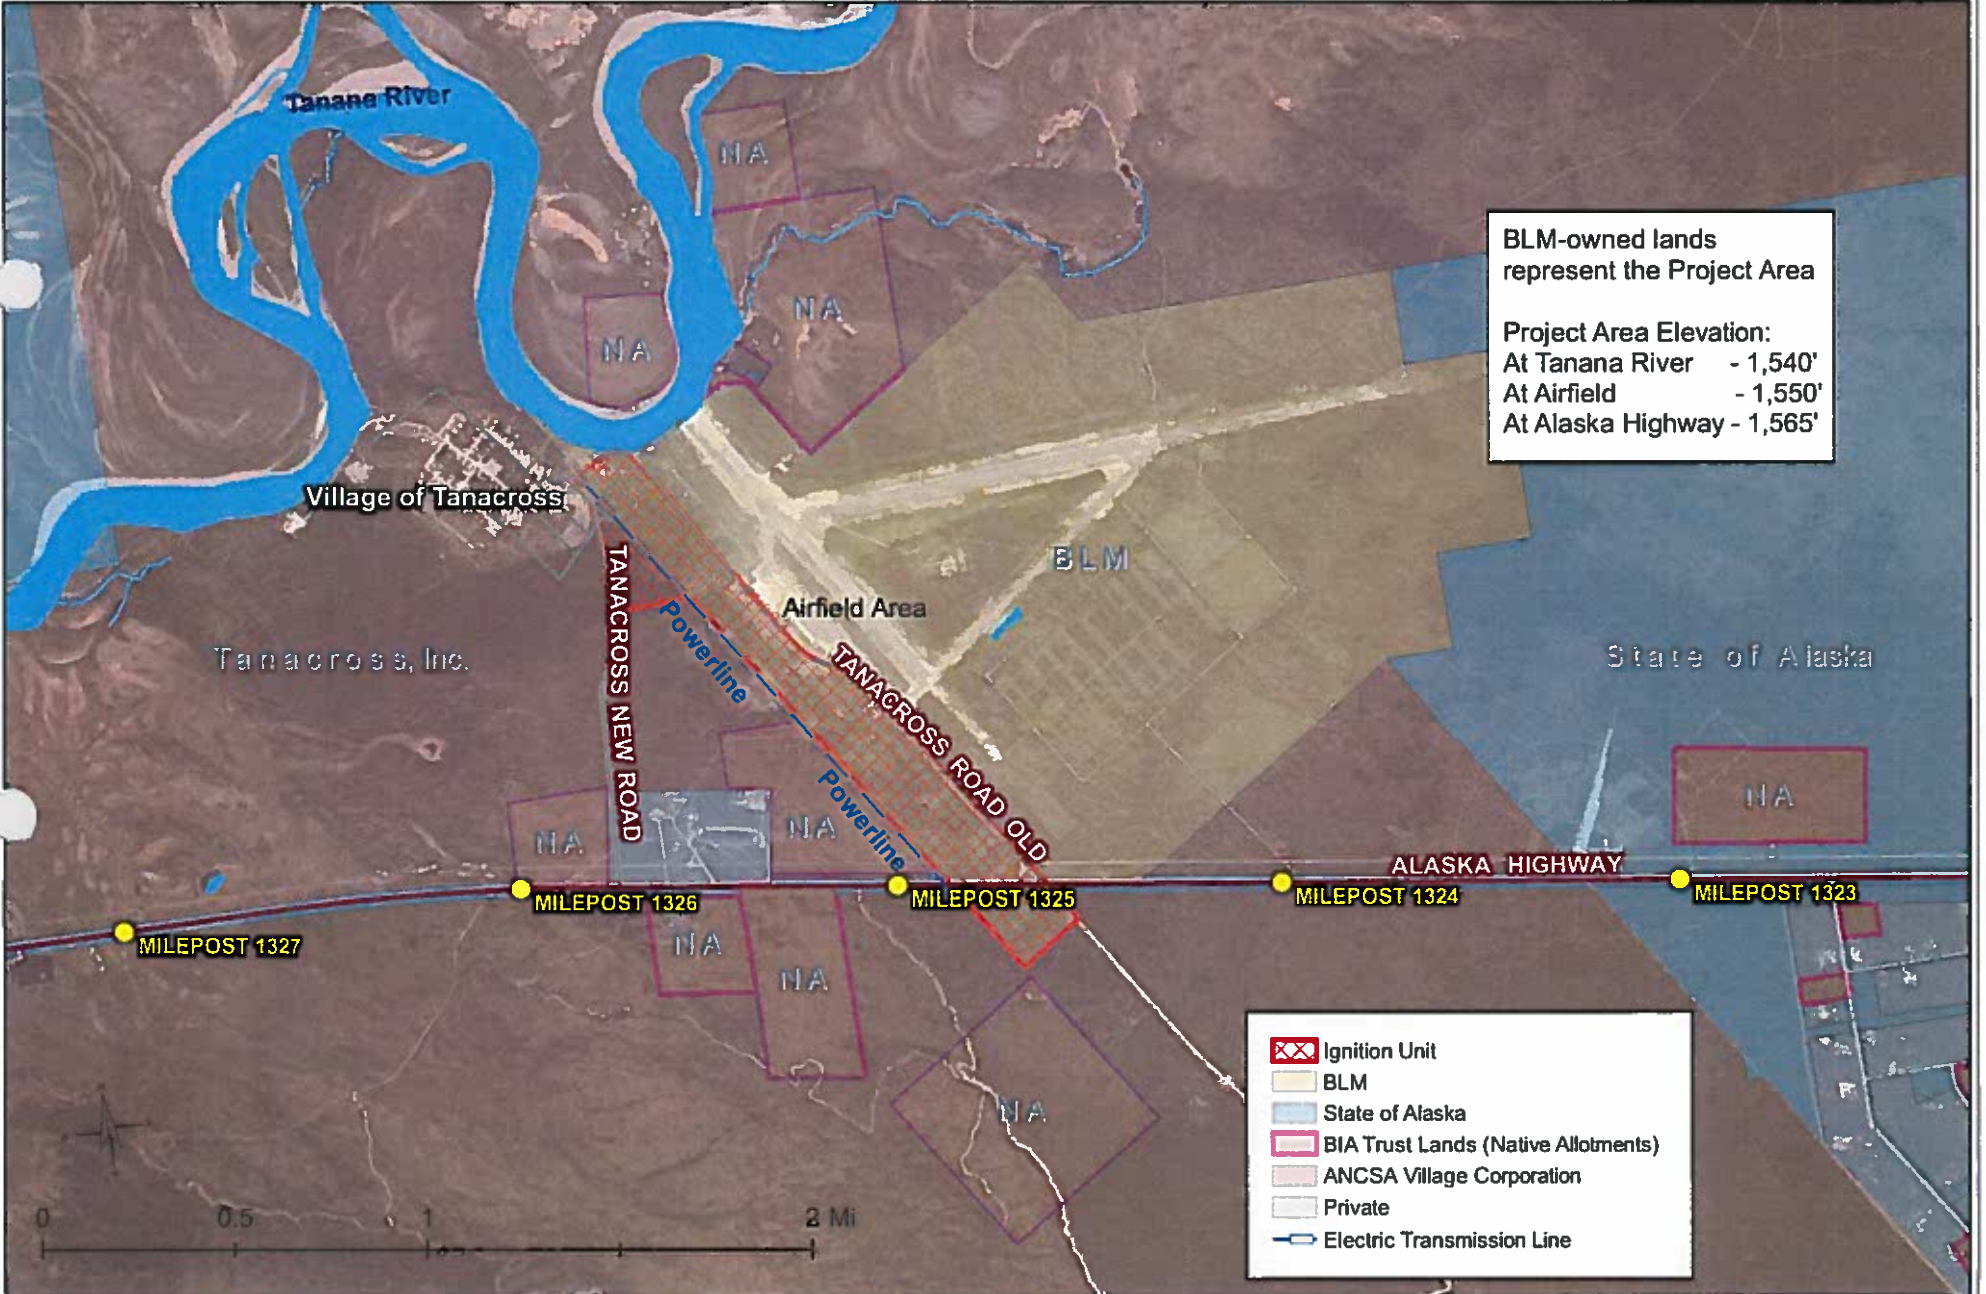 Tanana River
NA
BLM-owned lands
represent the Project Area
Project Area Elevation:
At Tanana River - 1,540'
At Airfield - 1,550'
At Alaska Highway - 1,565'
NA
NA
Village of Tanacross
BLM
TANACROSS NEW ROAD
Powerline
Airfield Area
Tanacross, Inc.
TANACROSS ROAD OLD
State of Alaska
Powerline
NA
NA
NA
ALASKA HIGHWAY
MILEPOST 1327
MILEPOST 1326
MILEPOST 1325
MILEPOST 1324
MILEPOST 1323
NA
NA
NA
Ignition Unit
BLM
State of Alaska
BIA Trust Lands (Native Allotments)
ANCSA Village Corporation
Private
Electric Transmission Line
0 0.5 1 2 Mi